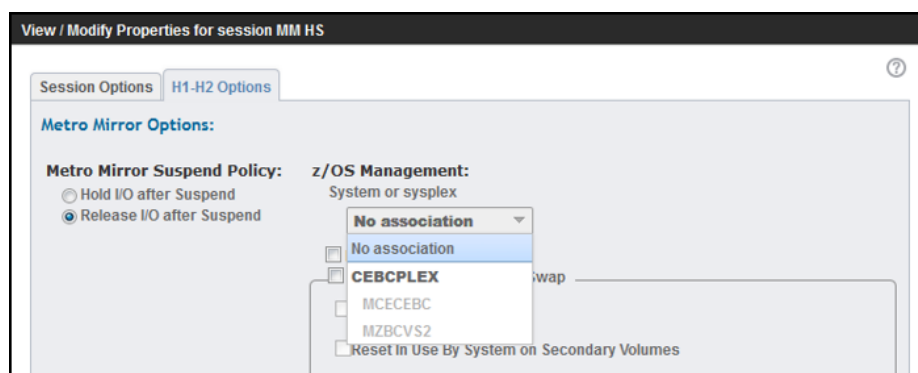 View / Modify Properties for session MM HS
?
Session Options H1-H2 Options
Metro Mirror Options:
Metro Mirror Suspend Policy: z/OS Management:
Hold I/O after Suspend System or sysplex
Release I/O after Suspend No association
No association
CEBCPLEX
MCECEBC
MZBCVS2
Reset In Use By System on Secondary Volumes